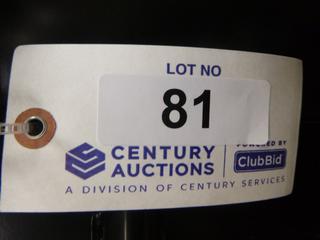 LOT NO
81
CENTURY AUCTIONS
POWERED BY
ClubBid
A DIVISION OF CENTURY SERVICES